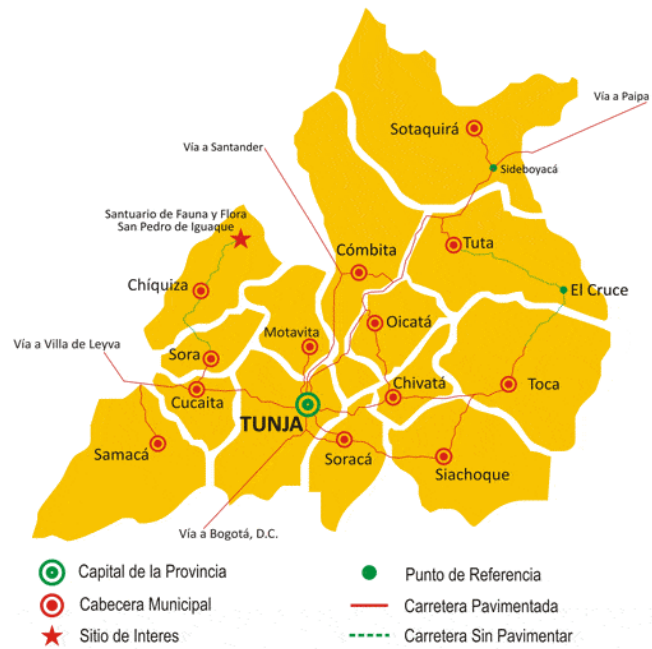 Vía a Paipa
Sotaquirá
Vía a Santander
Sideboyacá
Santuario de Fauna y Flora
San Pedro de Iguaque
Cómbita
Tuta
Chíquiza
El Cruce
Oicatá
Motavita
Vía a Villa de Leyva
Sora
Chivatá
Toca
Cucaita
TUNJA
Samacá
Soracá
Siachoque
Vía a Bogotá, D.C.
Capital de la Provincia
Punto de Referencia
Cabecera Municipal
Carretera Pavimentada
Sitio de Interes
Carretera Sin Pavimentar